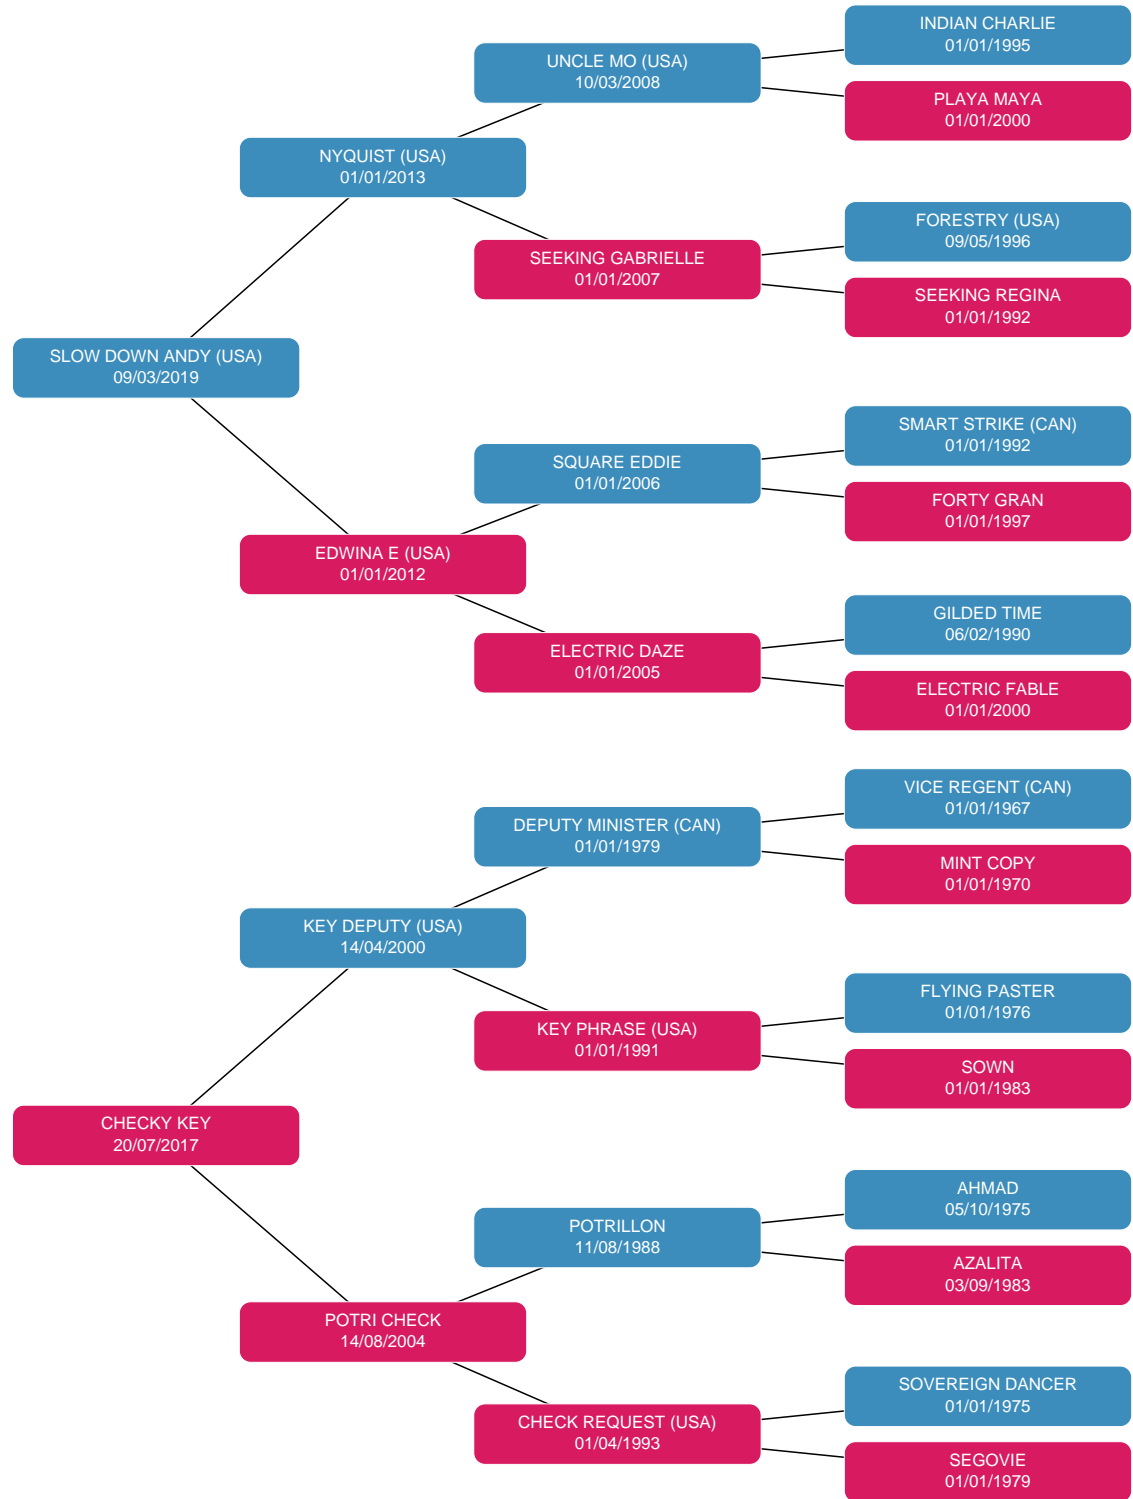 INDIAN CHARLIE
01/01/1995
UNCLE MO (USA)
10/03/2008
PLAYA MAYA
01/01/2000
NYQUIST (USA)
01/01/2013
FORESTRY (USA)
09/05/1996
SEEKING GABRIELLE
01/01/2007
SEEKING REGINA
01/01/1992
SLOW DOWN ANDY (USA)
09/03/2019
SMART STRIKE (CAN)
01/01/1992
SQUARE EDDIE
01/01/2006
FORTY GRAN
01/01/1997
EDWINA E (USA)
01/01/2012
GILDED TIME
06/02/1990
ELECTRIC DAZE
01/01/2005
ELECTRIC FABLE
01/01/2000
VICE REGENT (CAN)
01/01/1967
DEPUTY MINISTER (CAN)
01/01/1979
MINT COPY
01/01/1970
KEY DEPUTY (USA)
14/04/2000
FLYING PASTER
01/01/1976
KEY PHRASE (USA)
01/01/1991
SOWN
01/01/1983
CHECKY KEY
20/07/2017
AHMAD
05/10/1975
POTRILLON
11/08/1988
AZALITA
03/09/1983
POTRI CHECK
14/08/2004
SOVEREIGN DANCER
01/01/1975
CHECK REQUEST (USA)
01/04/1993
SEGOVIE
01/01/1979